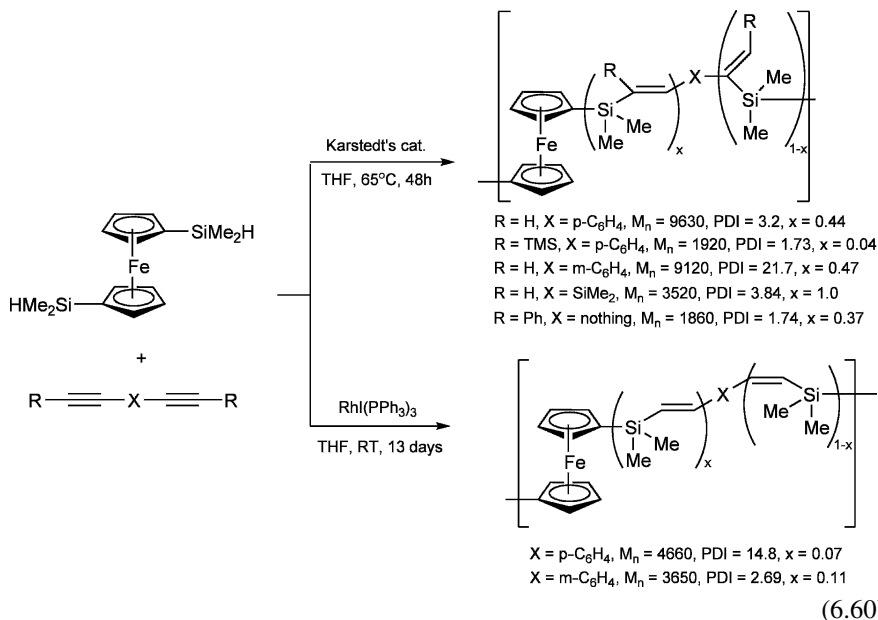 R
R
X
Si
Me
Me
x
Me
Si
Me
1-x
Fe
Karstedt's cat.
THF, 65°C, 48h
R = H, X = p-C₆H₄, Mₙ = 9630, PDI = 3.2, x = 0.44
R = TMS, X = p-C₆H₄, Mₙ = 1920, PDI = 1.73, x = 0.04
R = H, X = m-C₆H₄, Mₙ = 9120, PDI = 21.7, x = 0.47
R = H, X = SiMe₂, Mₙ = 3520, PDI = 3.84, x = 1.0
R = Ph, X = nothing, Mₙ = 1860, PDI = 1.74, x = 0.37
SiMe₂H
Fe
HMe₂Si
+
R X R
RhI(PPh₃)₃
THF, RT, 13 days
X
Si
Me
Me
x
Si
Me
Me
1-x
Fe
X = p-C₆H₄, Mₙ = 4660, PDI = 14.8, x = 0.07
X = m-C₆H₄, Mₙ = 3650, PDI = 2.69, x = 0.11
(6.60